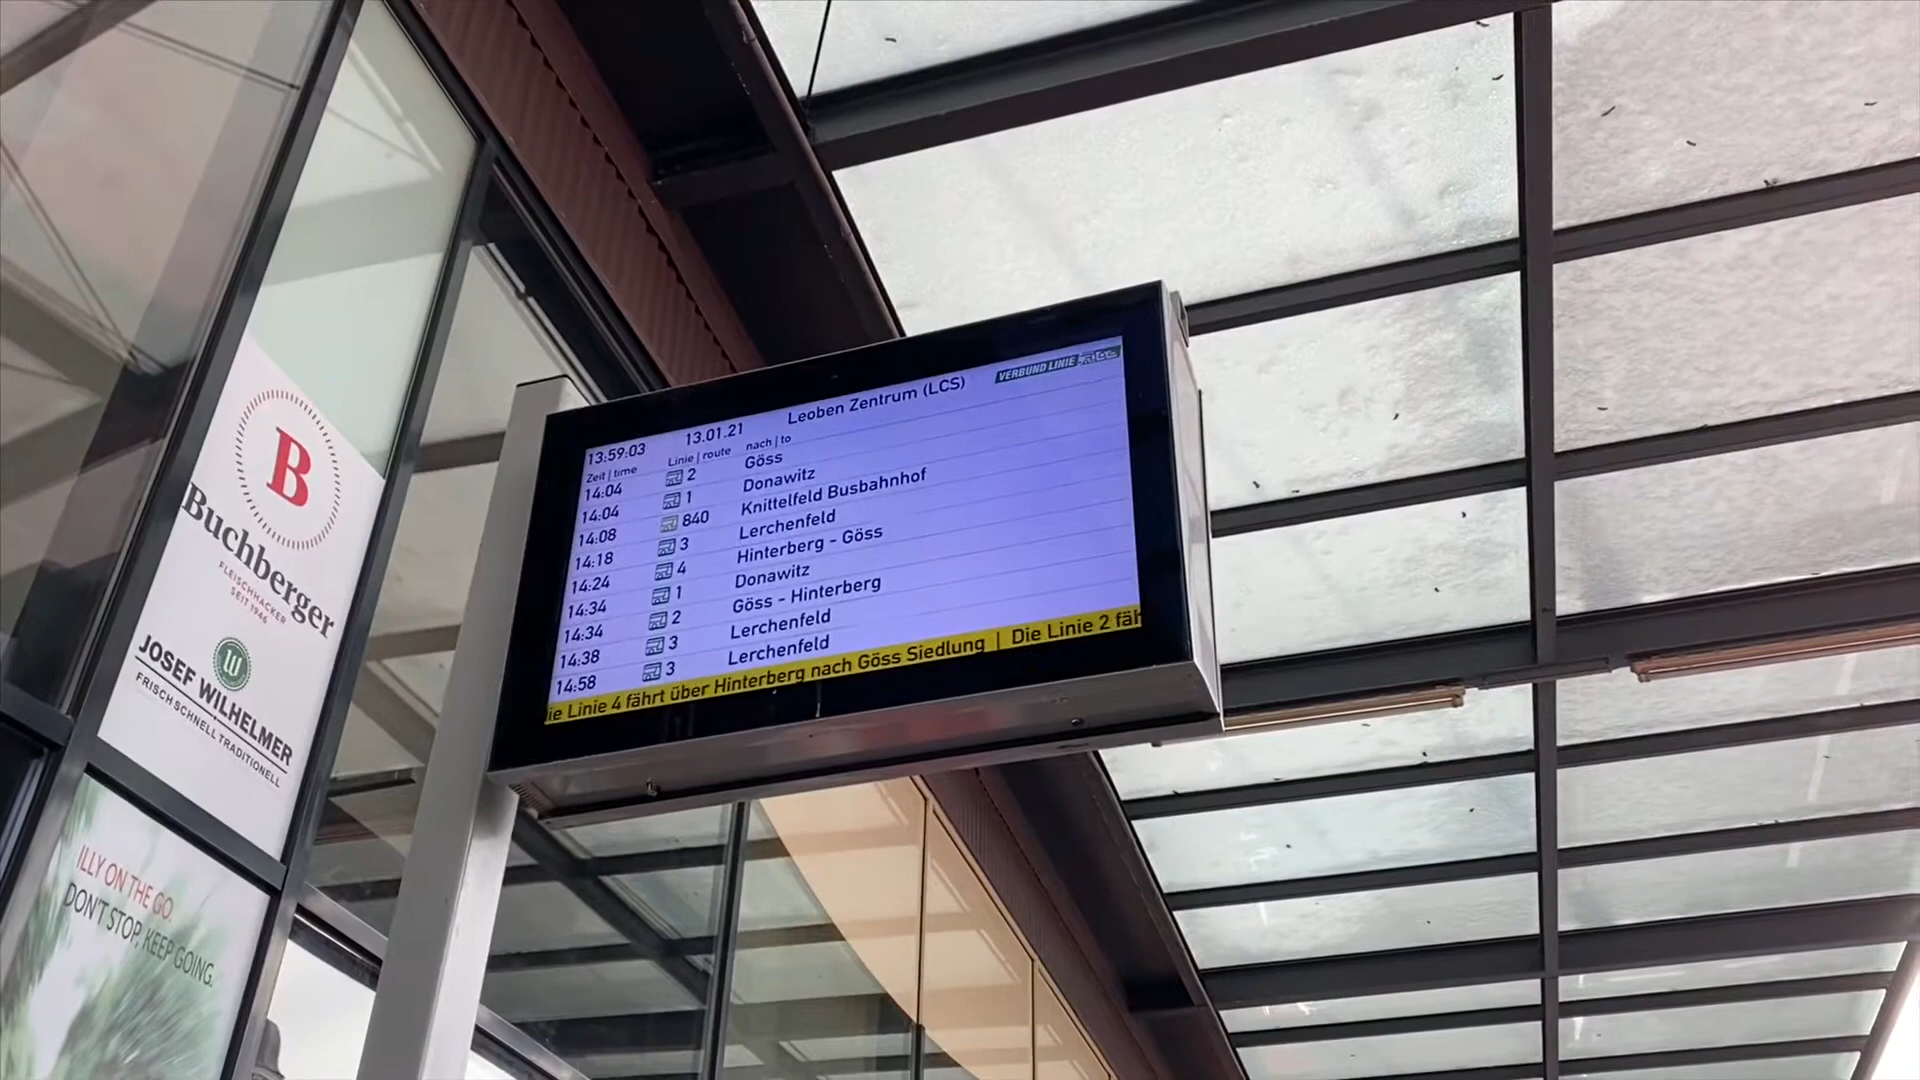 13:59:03 13.01.21 Leoben Zentrum (LCS) VERBUND LINIE
Zeit | time Linie | route nach | to
14:04 2 Göss
14:04 1 Donawitz
14:08 840 Knittelfeld Busbahnhof
14:18 3 Lerchenfeld
14:24 4 Hinterberg - Göss
14:34 1 Donawitz
14:34 2 Göss - Hinterberg
14:38 3 Lerchenfeld
14:58 3 Lerchenfeld
ie Linie 4 fährt über Hinterberg nach Göss Siedlung | Die Linie 2 fäh
B
Buchberger
FLEISCHHACKER
SEIT 1946
W
JOSEF WILHELMER
FRISCH SCHNELL TRADITIONELL
ILLY ON THE GO.
DON'T STOP, KEEP GOING.